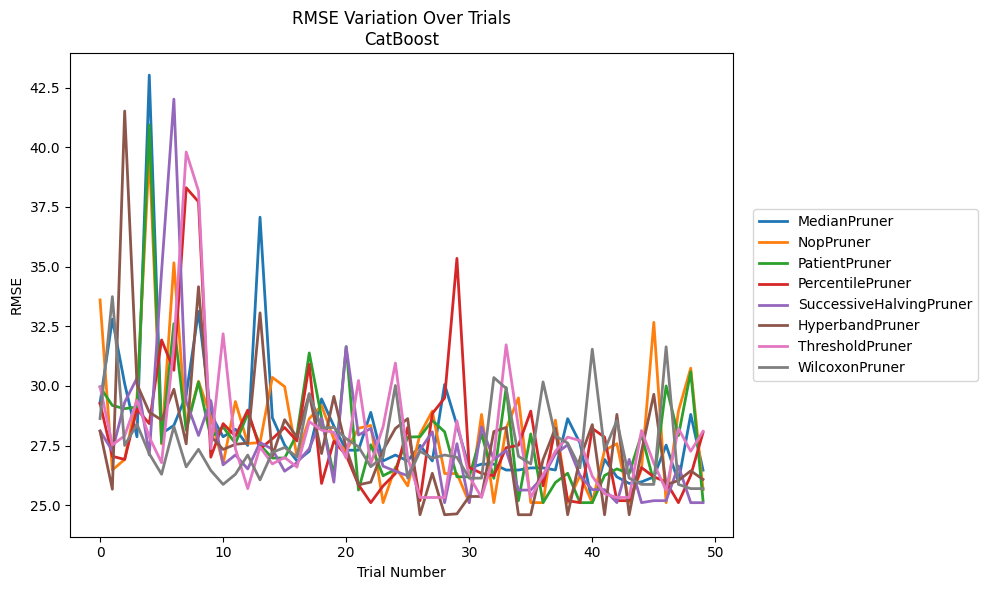 RMSE Variation Over Trials
CatBoost
RMSE
42.5
40.0
37.5
35.0
32.5
30.0
27.5
25.0
0
10
20
30
40
50
Trial Number
MedianPruner
NopPruner
PatientPruner
PercentilePruner
SuccessiveHalvingPruner
HyperbandPruner
ThresholdPruner
WilcoxonPruner